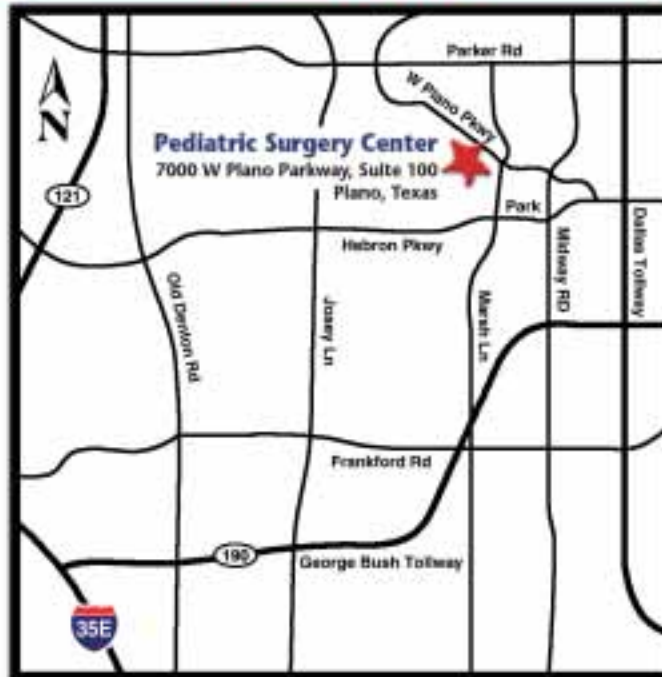 Parker Rd
W Plano Pkwy
N
Pediatric Surgery Center
7000 W Plano Parkway, Suite 100
Plano, Texas
121
Park
Hebron Pkwy
Old Denton Rd
Josey Ln
Marsh Ln
Midway RD
Dallas Tollway
Frankford Rd
190
George Bush Tollway
35E